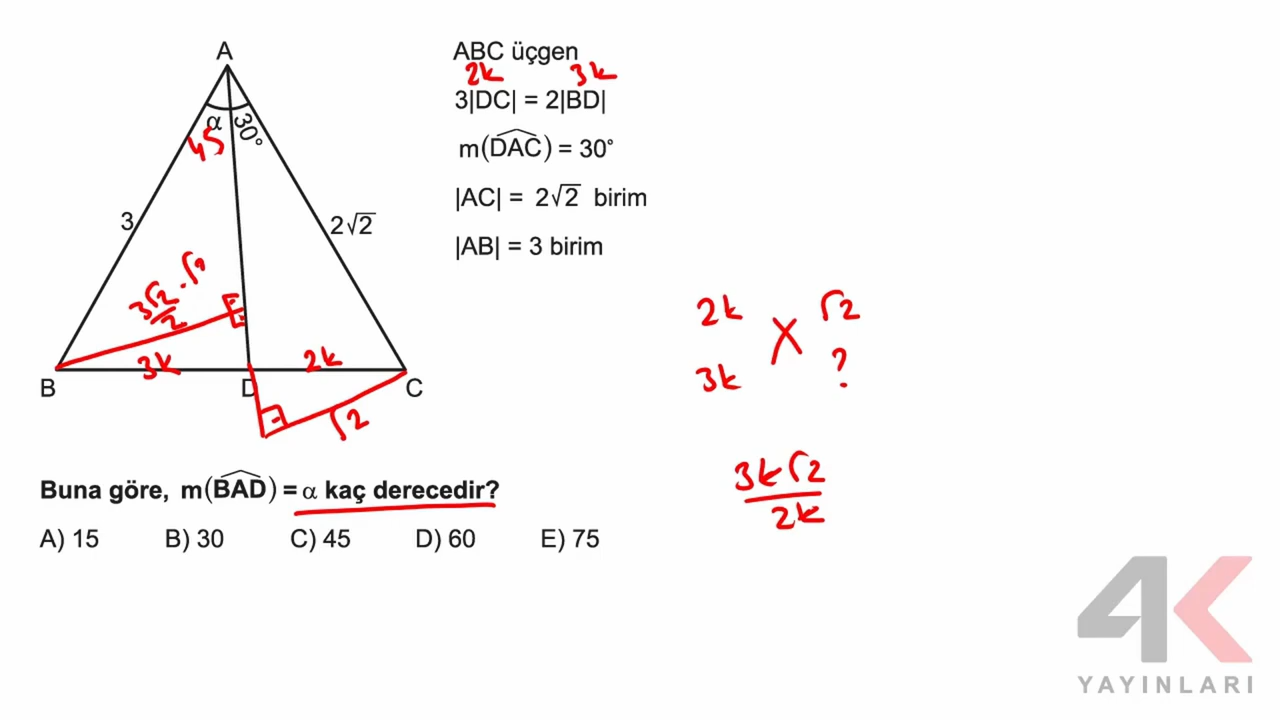 A
ABC üçgen
2k 3k
3|DC| = 2|BD|
α 30°
45
m(DAC) = 30°
|AC| = 2√2 birim
3
2√2
|AB| = 3 birim
3√2/2
3k
2k
B
D
C
√2
2k √2
3k ?
3k√2
2k
Buna göre, m(BAD) = α kaç derecedir?
A) 15 B) 30 C) 45 D) 60 E) 75
4K
YAYINLARI